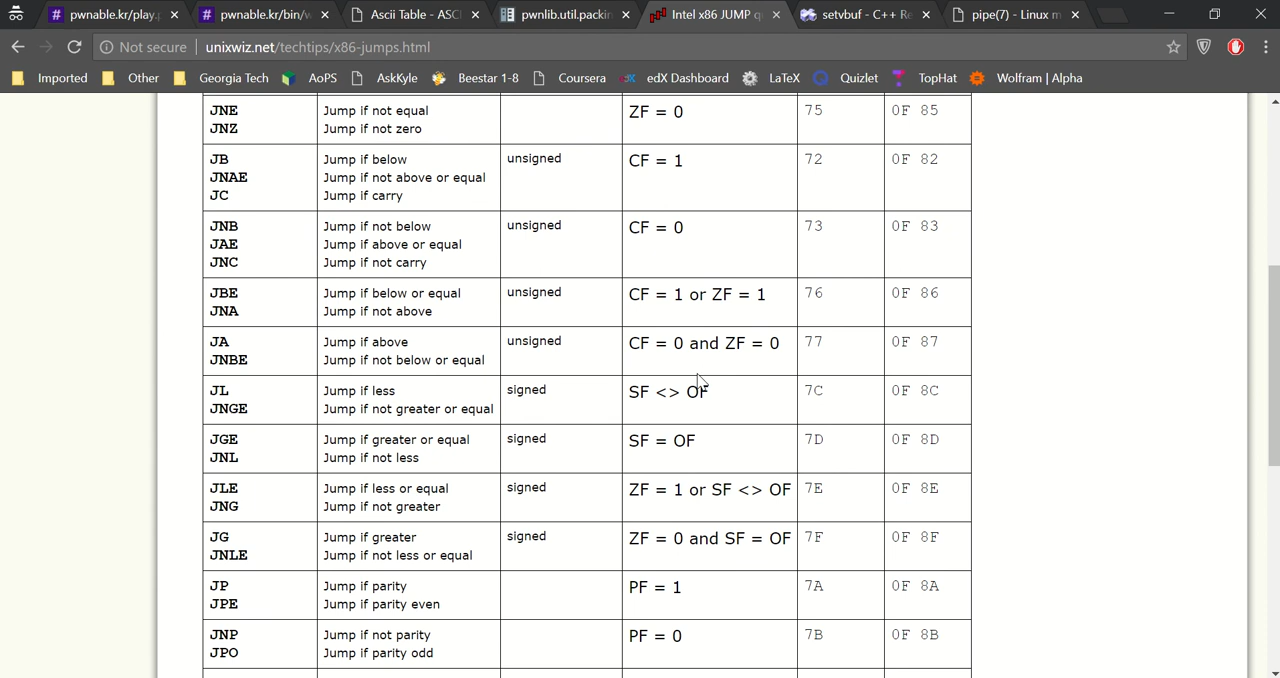 pwnable.kr/play.
pwnable.kr/bin/w
Ascii Table - ASCI
pwnlib.util.packin
Intel x86 JUMP q
setvbuf - C++ Re
pipe(7) - Linux m
Not secure unixwiz.net/techtips/x86-jumps.html
Imported Other Georgia Tech AoPS AskKyle Beestar 1-8 Coursera edX Dashboard LaTeX Quizlet TopHat Wolfram | Alpha
JNE Jump if not equal ZF = 0 75 0F 85
JNZ Jump if not zero
JB Jump if below unsigned CF = 1 72 0F 82
JNAE Jump if not above or equal
JC Jump if carry
JNB Jump if not below unsigned CF = 0 73 0F 83
JAE Jump if above or equal
JNC Jump if not carry
JBE Jump if below or equal unsigned CF = 1 or ZF = 1 76 0F 86
JNA Jump if not above
JA Jump if above unsigned CF = 0 and ZF = 0 77 0F 87
JNBE Jump if not below or equal
JL Jump if less signed SF <> OF 7C 0F 8C
JNGE Jump if not greater or equal
JGE Jump if greater or equal signed SF = OF 7D 0F 8D
JNL Jump if not less
JLE Jump if less or equal signed ZF = 1 or SF <> OF 7E 0F 8E
JNG Jump if not greater
JG Jump if greater signed ZF = 0 and SF = OF 7F 0F 8F
JNLE Jump if not less or equal
JP Jump if parity PF = 1 7A 0F 8A
JPE Jump if parity even
JNP Jump if not parity PF = 0 7B 0F 8B
JPO Jump if parity odd